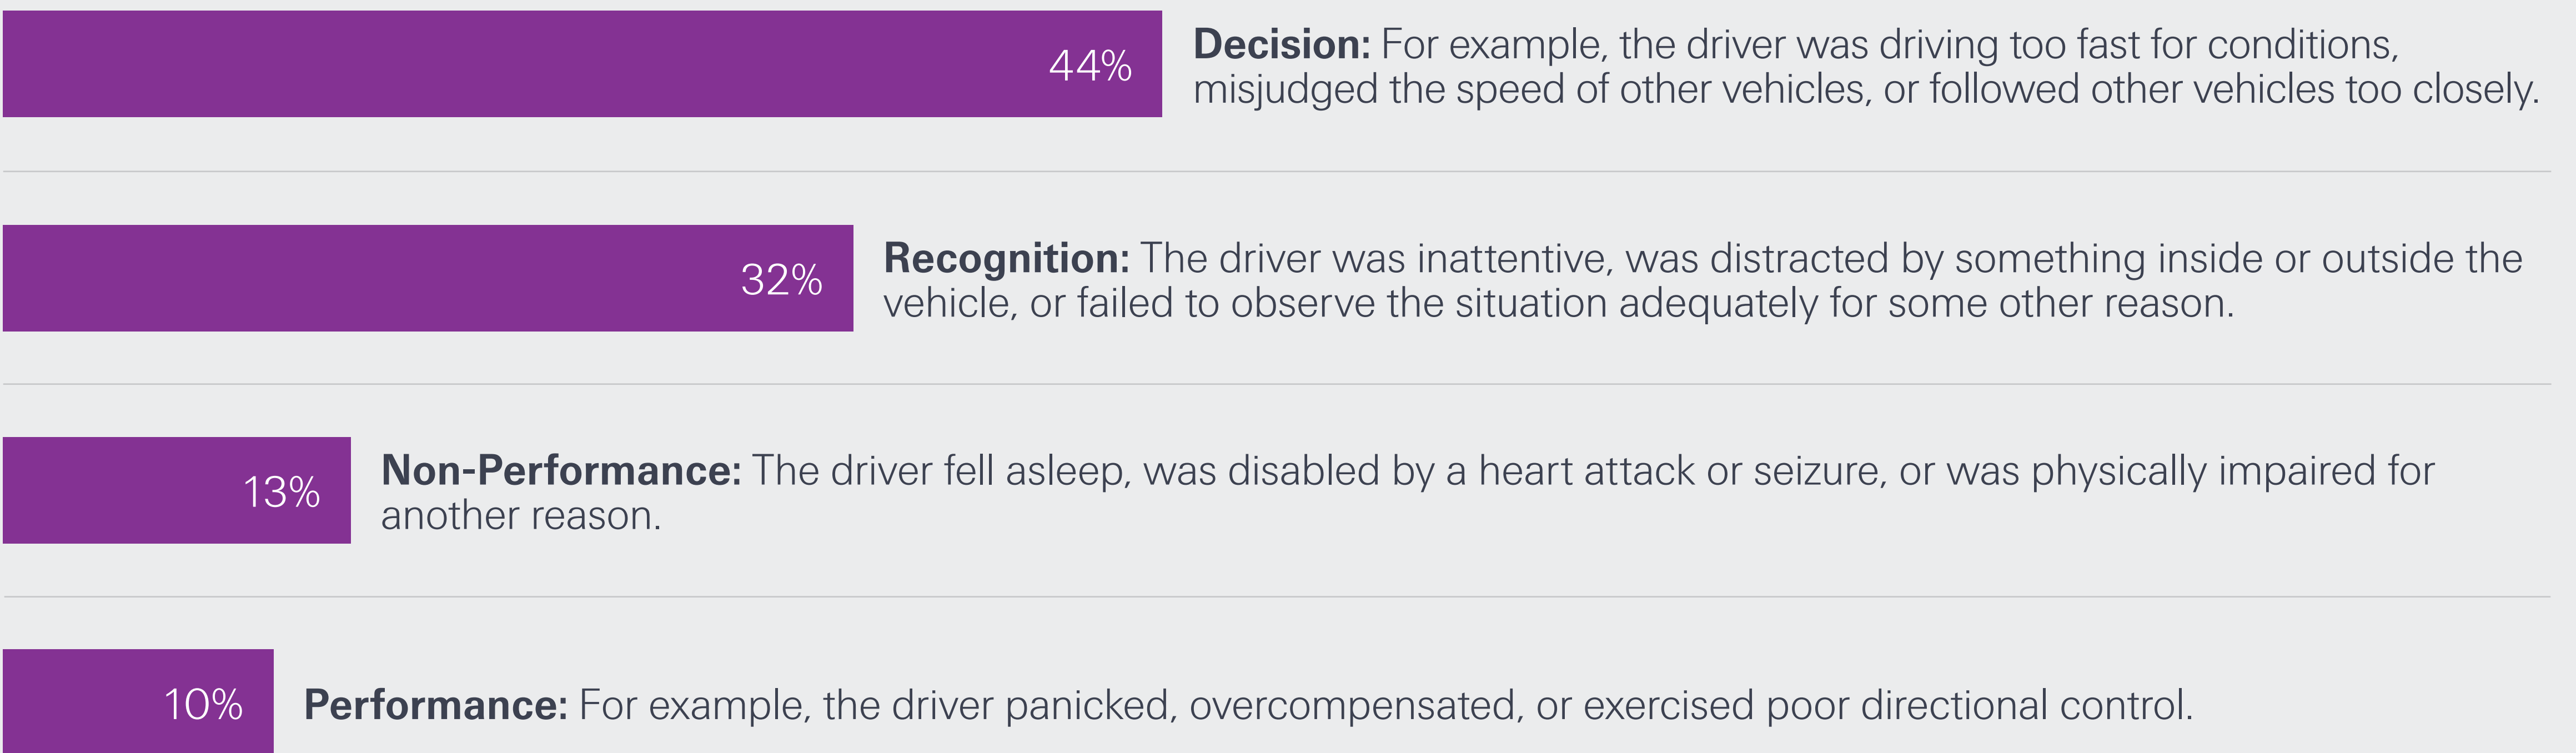 44%
Decision: For example, the driver was driving too fast for conditions,
misjudged the speed of other vehicles, or followed other vehicles too closely.
32%
Recognition: The driver was inattentive, was distracted by something inside or outside the
vehicle, or failed to observe the situation adequately for some other reason.
13%
Non-Performance: The driver fell asleep, was disabled by a heart attack or seizure, or was physically impaired for
another reason.
10%
Performance: For example, the driver panicked, overcompensated, or exercised poor directional control.